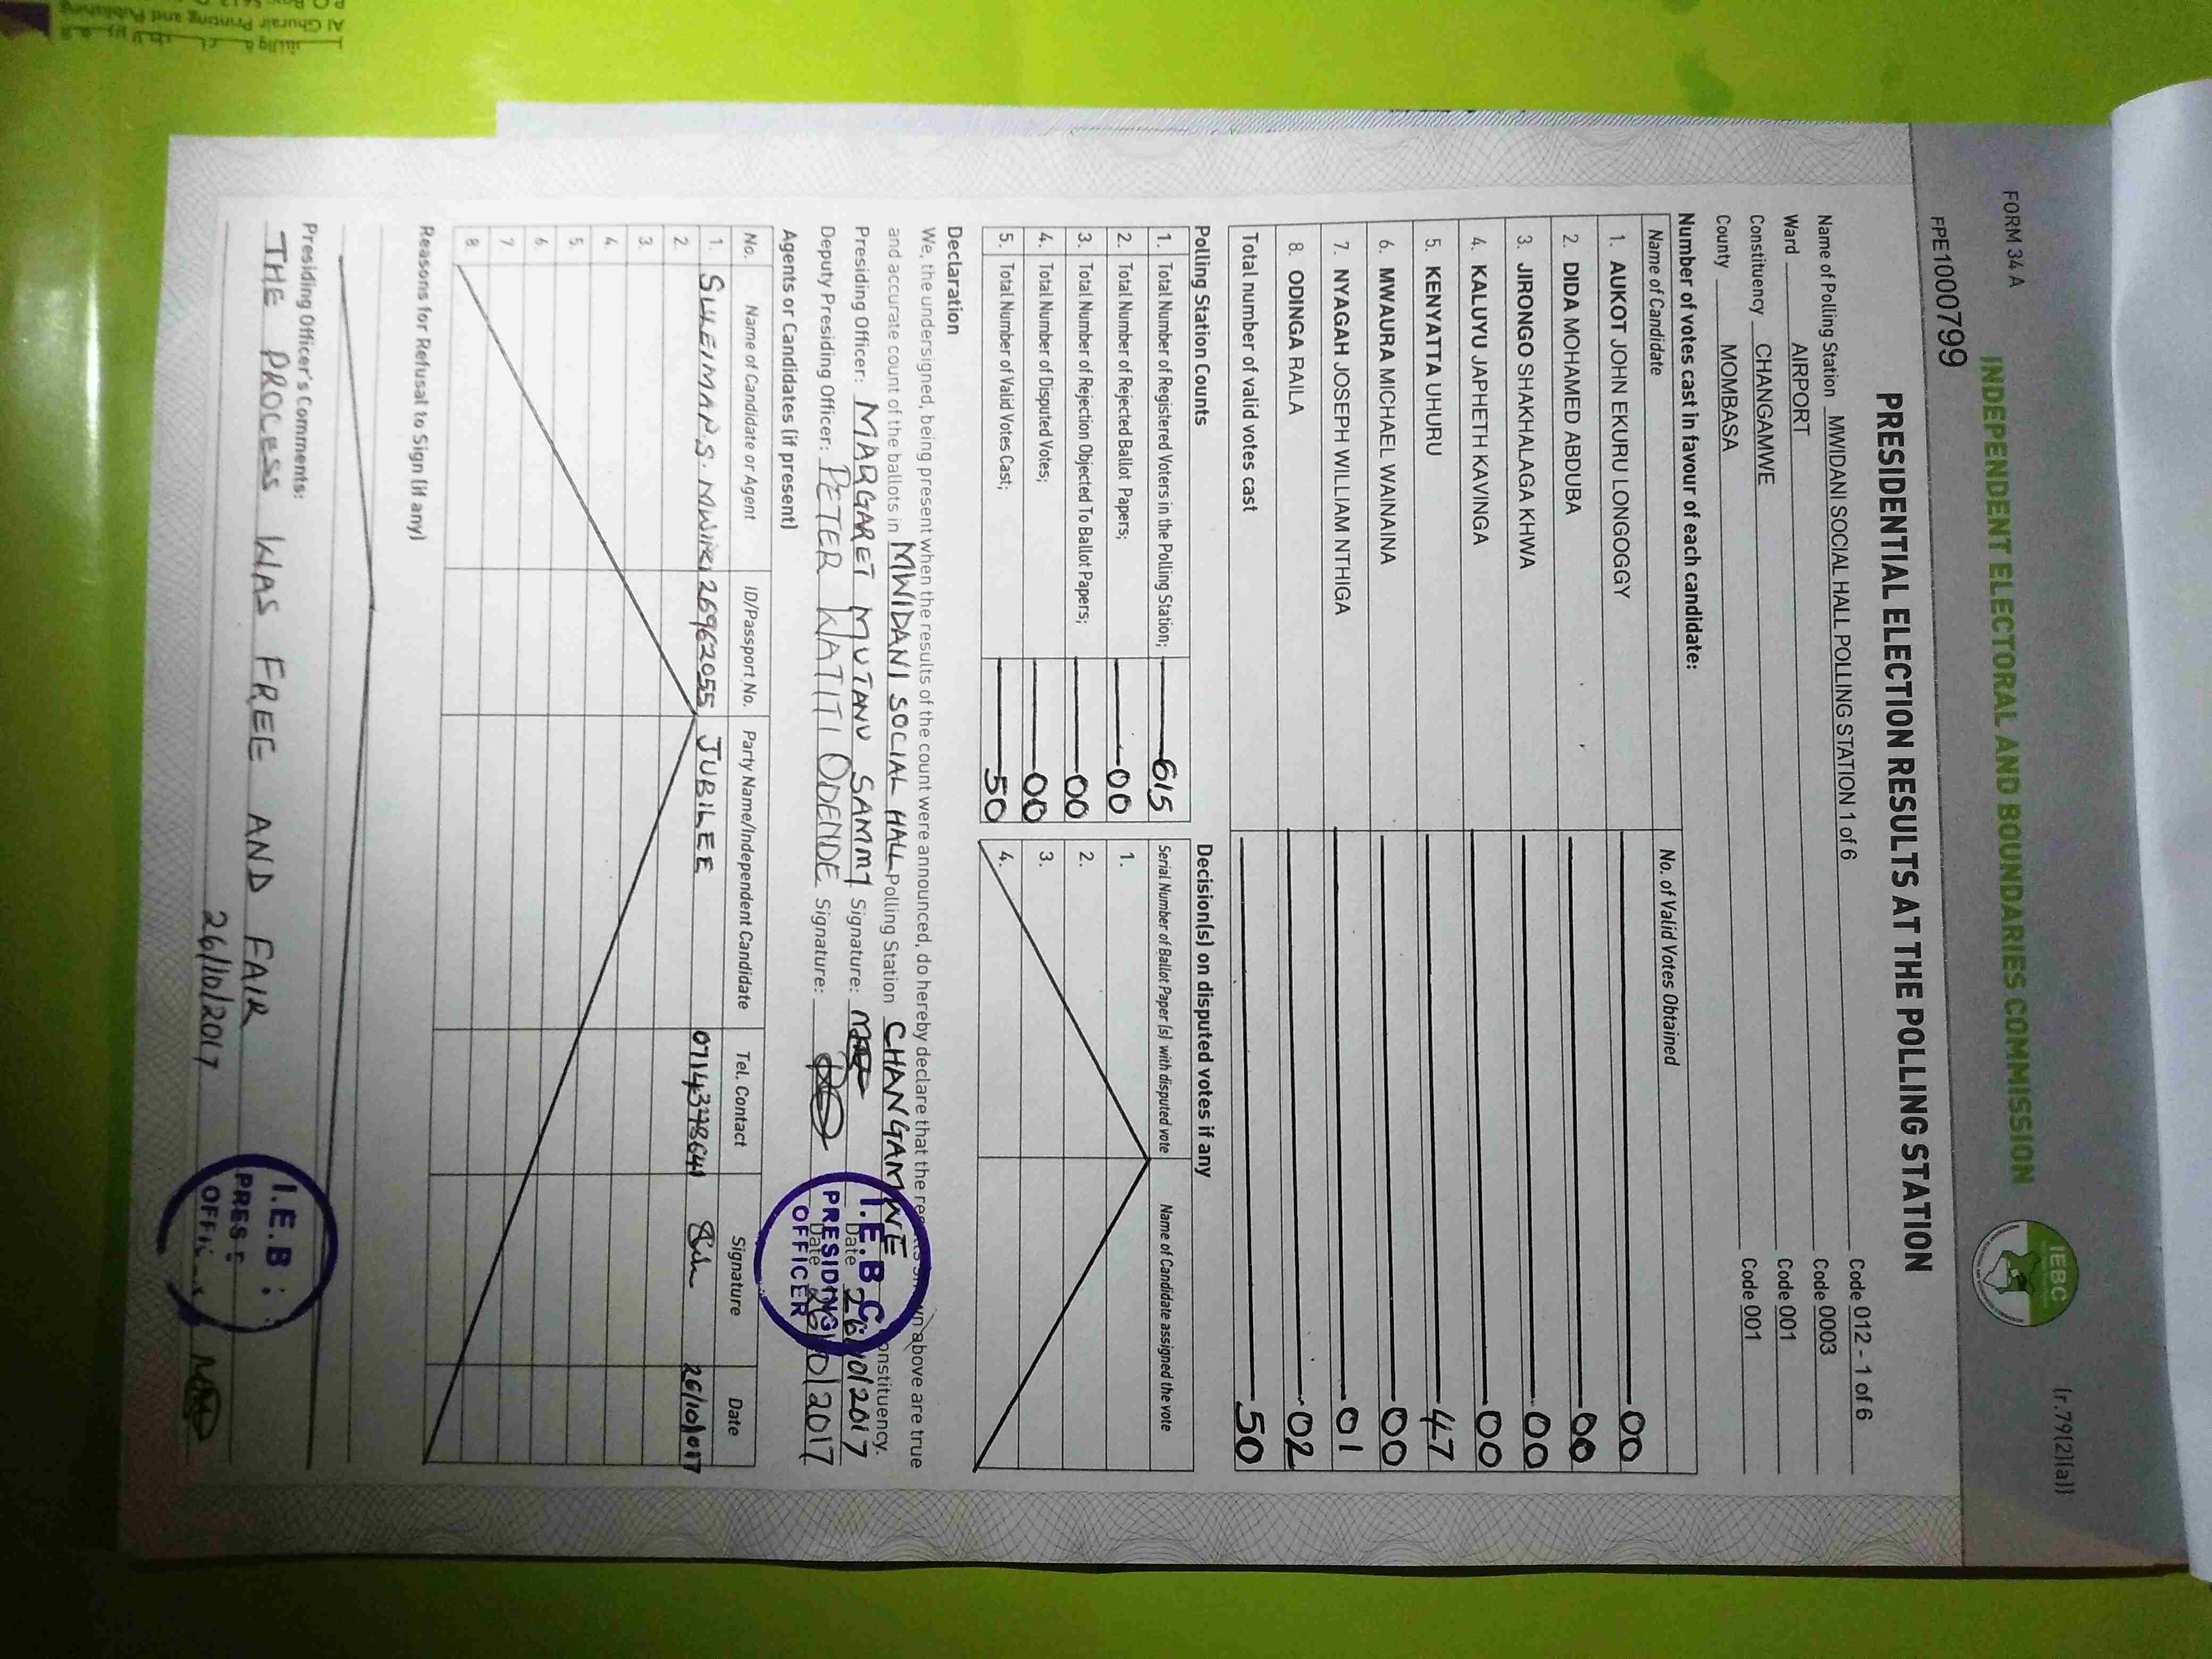 FORM 34 A
(r.79(2)(a))
INDEPENDENT ELECTORAL AND BOUNDARIES COMMISSION
IEBC
FPE1000799
PRESIDENTIAL ELECTION RESULTS AT THE POLLING STATION
Name of Polling Station MWIDANI SOCIAL HALL POLLING STATION 1 of 6 Code 012 - 1 of 6
Ward AIRPORT Code 0003
Constituency CHANGAMWE Code 001
County MOMBASA Code 001
Number of votes cast in favour of each candidate:
Name of Candidate No. of Valid Votes Obtained
1. AUKOT JOHN EKURU LONGOGGY 00
2. DIDA MOHAMED ABDUBA 00
3. JIRONGO SHAKHALAGA KHWA 00
4. KALUYU JAPHETH KAVINGA 00
5. KENYATTA UHURU 47
6. MWAURA MICHAEL WAINAINA 00
7. NYAGAH JOSEPH WILLIAM NTHIGA 01
8. ODINGA RAILA 02
Total number of valid votes cast 50
Polling Station Counts Decision(s) on disputed votes if any
1. Total Number of Registered Voters in the Polling Station; 615 Serial Number of Ballot Paper (s) with disputed vote Name of Candidate assigned the vote
2. Total Number of Rejected Ballot Papers; 00 1.
3. Total Number of Rejection Objected To Ballot Papers; 00 2.
4. Total Number of Disputed Votes; 00 3.
5. Total Number of Valid Votes Cast; 50 4.
Declaration
We, the undersigned, being present when the results of the count were announced, do hereby declare that the above are true
and accurate count of the ballots in MWIDANI SOCIAL HALL Polling Station CHANGAMWE Constituency.
Presiding Officer: MARGARET MUTANU SAMMY Signature: Date 26/10/2017
Deputy Presiding Officer: PETER WATITI ODENDE Signature: Date 26/10/2017
I.E.B.C.
PRESIDING
OFFICER
Agents or Candidates (if present)
No. Name of Candidate or Agent ID/Passport No. Party Name/Independent Candidate Tel. Contact Signature Date
1. SULEIMAN.S. 26962055 JUBILEE
2.
3.
4.
5.
6.
7.
8.
Reasons for Refusal to Sign (if any)
Presiding Officer's Comments:
THE PROCESS WAS FREE AND FAIR
26/10/2017
I.E.B
PRES
OFFI
Al Ghurair Printing and Publishing